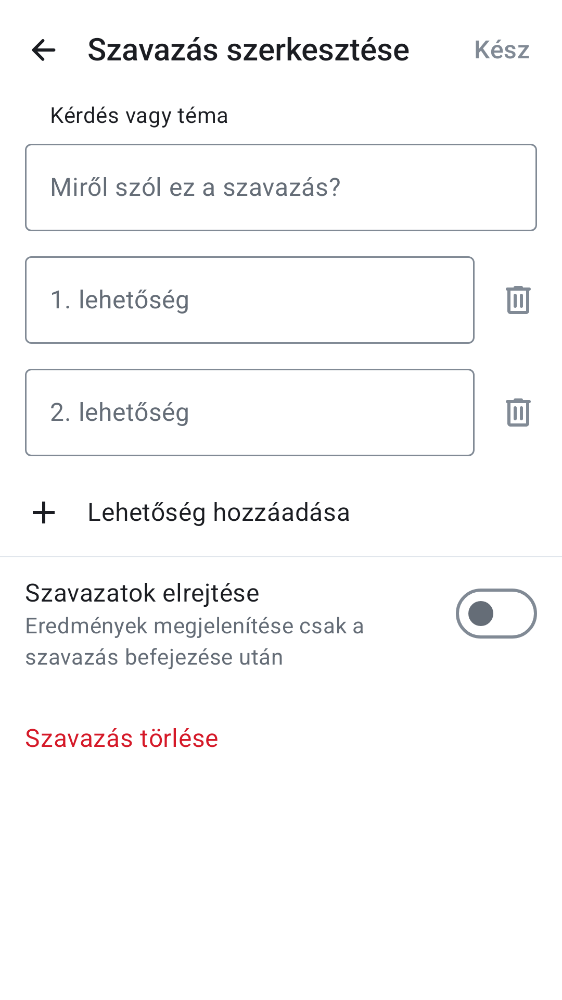 Szavazás szerkesztése
Kész
Kérdés vagy téma
Miről szól ez a szavazás?
1. lehetőség
2. lehetőség
Lehetőség hozzáadása
Szavazatok elrejtése
Eredmények megjelenítése csak a
szavazás befejezése után
Szavazás törlése